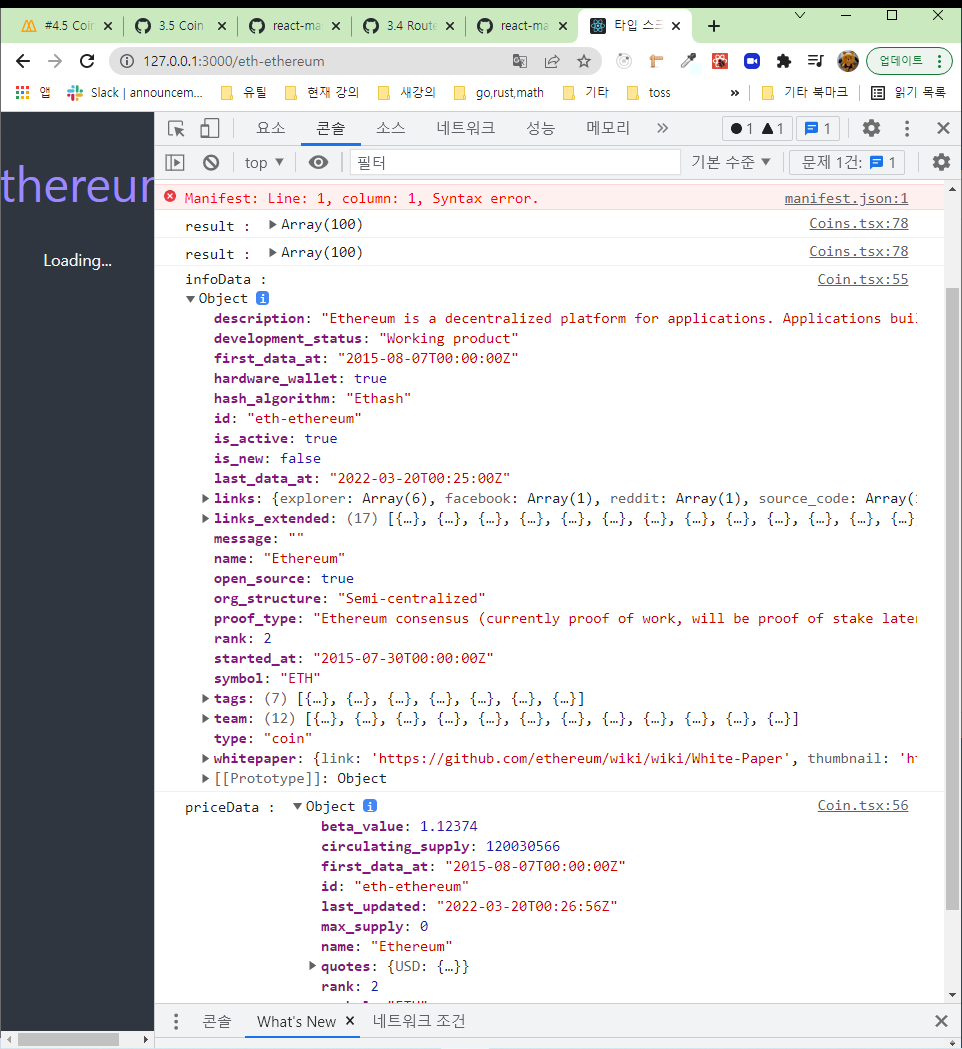 #4.5 Coin
3.5 Coin
react-ma
3.4 Route
react-ma
타입 스크
127.0.0.1:3000/eth-ethereum
업데이트
앱
Slack | announcem...
유틸
현재 강의
새강의
go,rust,math
기타
toss
»
기타 북마크
읽기 목록
요소
콘솔
소스
네트워크
성능
메모리
1
1
1
top
필터
기본 수준
문제 1건:
1
thereum
Loading...
Manifest: Line: 1, column: 1, Syntax error. manifest.json:1
result : ▶Array(100) Coins.tsx:78
result : ▶Array(100) Coins.tsx:78
infoData : Coin.tsx:55
▼Object i
description: "Ethereum is a decentralized platform for applications. Applications buil
development_status: "Working product"
first_data_at: "2015-08-07T00:00:00Z"
hardware_wallet: true
hash_algorithm: "Ethash"
id: "eth-ethereum"
is_active: true
is_new: false
last_data_at: "2022-03-20T00:25:00Z"
▶links: {explorer: Array(6), facebook: Array(1), reddit: Array(1), source_code: Array(
▶links_extended: (17) [{…}, {…}, {…}, {…}, {…}, {…}, {…}, {…}, {…}, {…}, {…}, {…}, {…}
message: ""
name: "Ethereum"
open_source: true
org_structure: "Semi-centralized"
proof_type: "Ethereum consensus (currently proof of work, will be proof of stake later
rank: 2
started_at: "2015-07-30T00:00:00Z"
symbol: "ETH"
▶tags: (7) [{…}, {…}, {…}, {…}, {…}, {…}, {…}]
▶team: (12) [{…}, {…}, {…}, {…}, {…}, {…}, {…}, {…}, {…}, {…}, {…}, {…}]
type: "coin"
▶whitepaper: {link: 'https://github.com/ethereum/wiki/wiki/White-Paper', thumbnail: 'ht
▶[[Prototype]]: Object
priceData : ▼Object i Coin.tsx:56
beta_value: 1.12374
circulating_supply: 120030566
first_data_at: "2015-08-07T00:00:00Z"
id: "eth-ethereum"
last_updated: "2022-03-20T00:26:56Z"
max_supply: 0
name: "Ethereum"
▶quotes: {USD: {…}}
rank: 2
콘솔
What's New
네트워크 조건